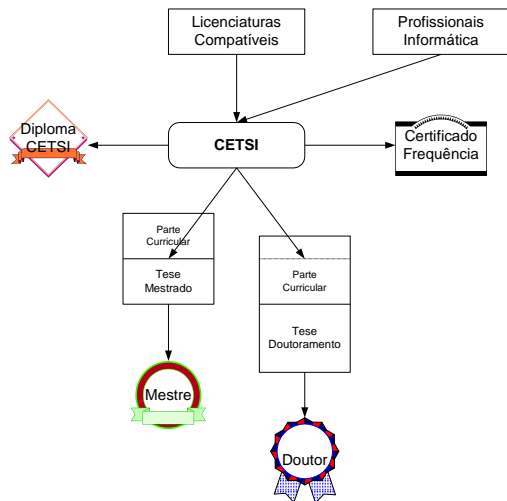 Licenciaturas
Compatíveis
Profissionais
Informática
Diploma
CETSI
CETSI
Certificado
Frequência
Parte
Curricular
Tese
Mestrado
Parte
Curricular
Tese
Doutoramento
Mestre
Doutor